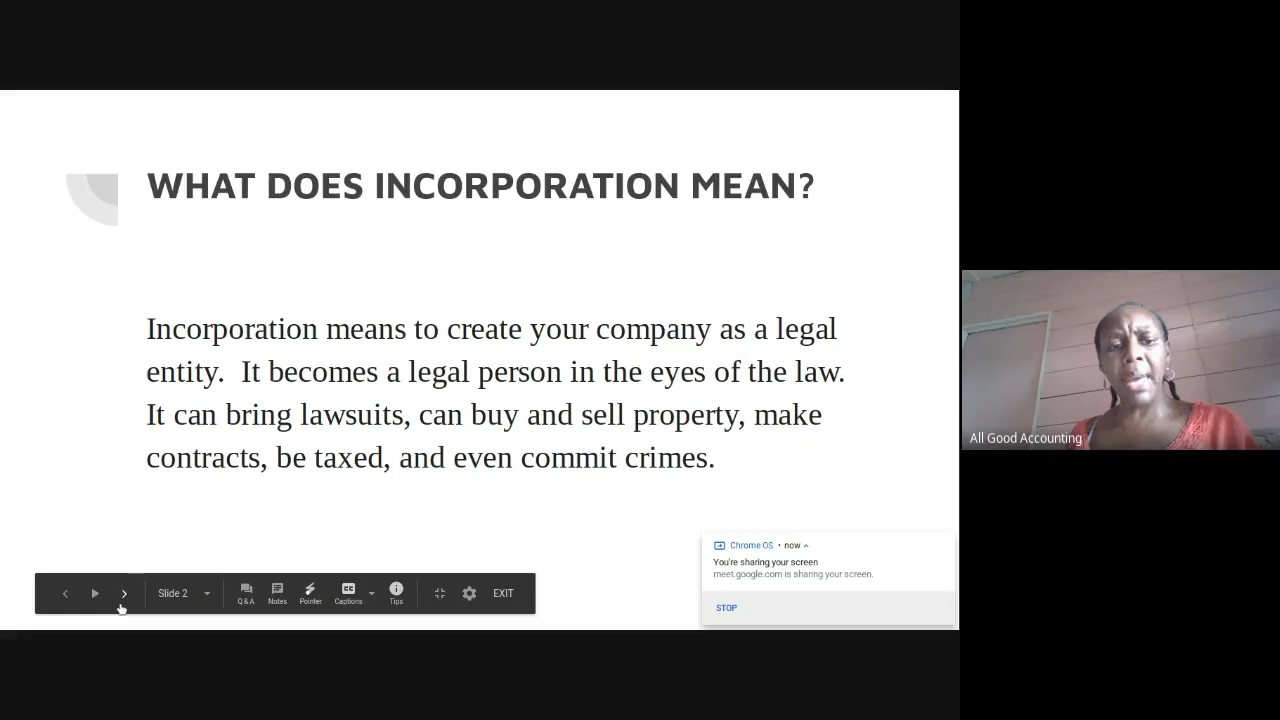 WHAT DOES INCORPORATION MEAN?
Incorporation means to create your company as a legal
entity.  It becomes a legal person in the eyes of the law.
It can bring lawsuits, can buy and sell property, make
contracts, be taxed, and even commit crimes.
All Good Accounting
Chrome OS • now
You're sharing your screen
meet.google.com is sharing your screen.
STOP
Slide 2
Q&A
Notes
Pointer
CC
Captions
Tips
EXIT